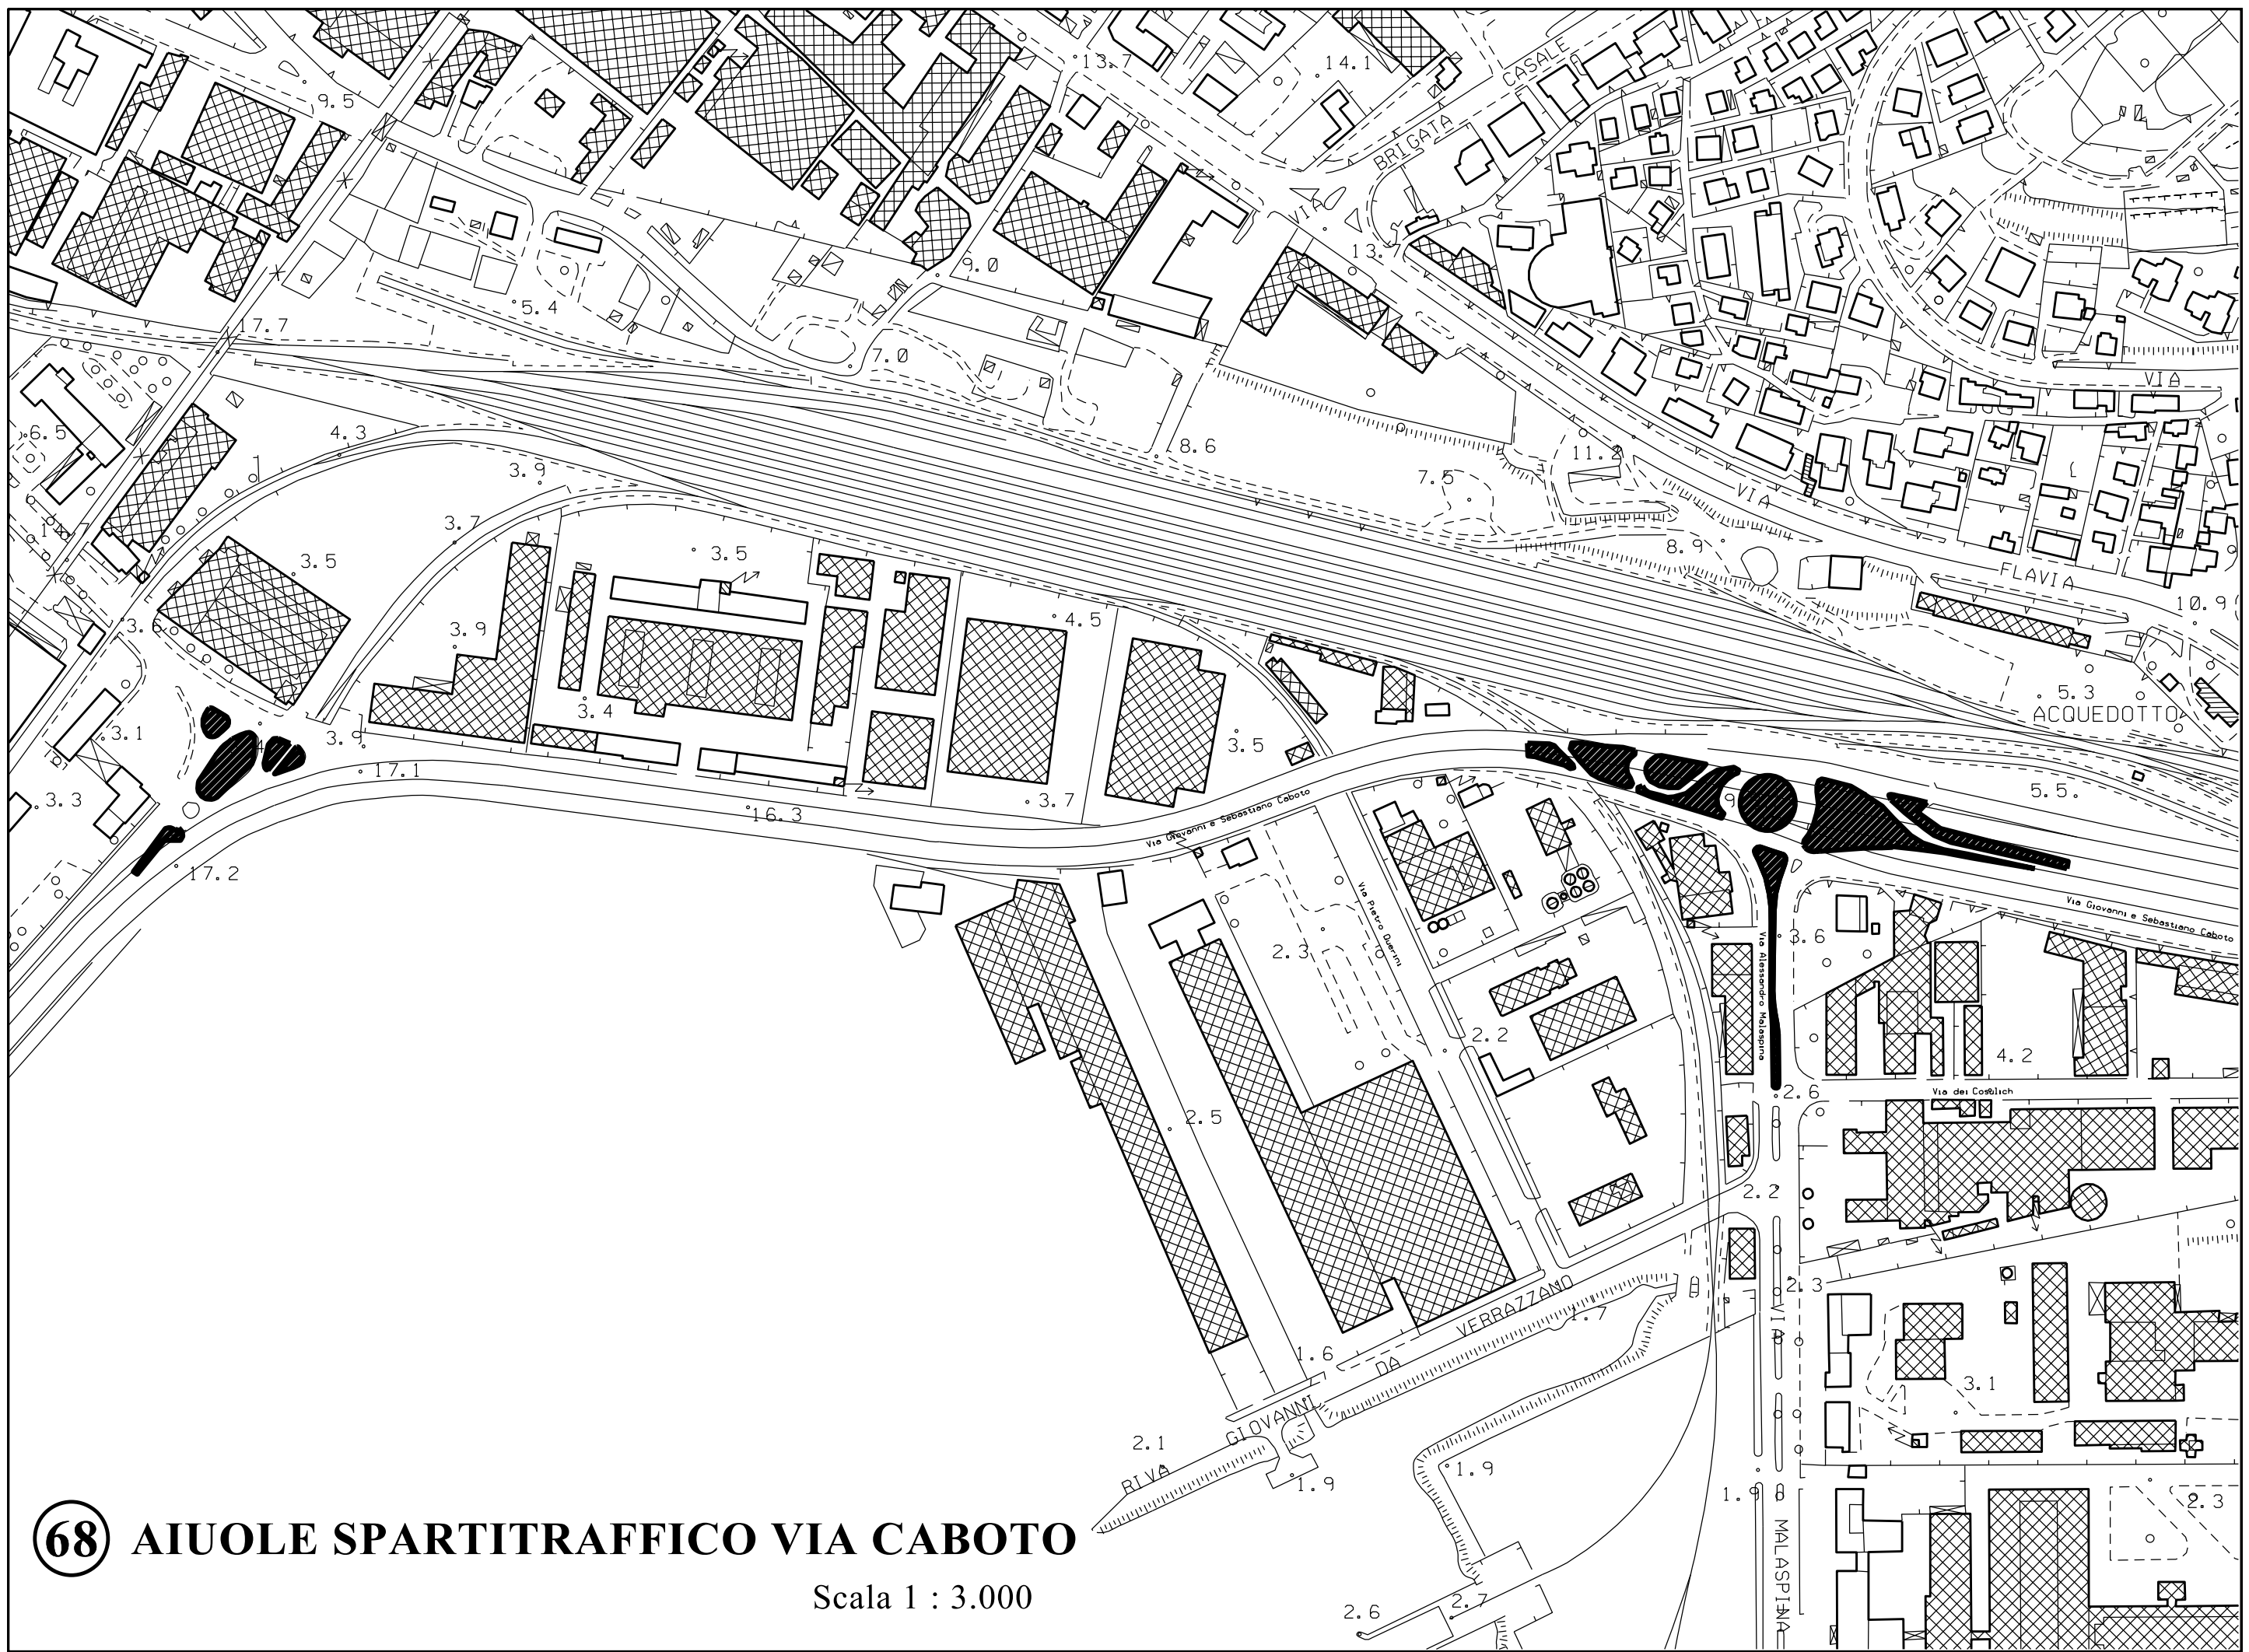 13.7
14.1
CASALE
BRIGATA
9.5
VIA
13.7
9.0
5.4
17.7
7.0
VIA
6.5
4.3
8.6
3.9
11.2
7.5
VIA
3.7
3.5
3.5
8.9
FLAVIA
10.9
3.6
3.9
4.5
5.3
ACQUEDOTTO
3.4
3.1
3.9
3.5
17.1
3.3
3.7
16.3
5.5
Via Giovanni e Sebastiano Caboto
17.2
Via Pietro Querini
Via Giovanni e Sebastiano Caboto
2.3
3.6
Via Alessandro Malaspina
2.2
4.2
2.6
Via dei Cosulich
2.5
2.2
2.3
VERRAZZANO
1.7
VIA
1.6
DA
3.1
GIOVANNI
2.1
RIVA
1.9
1.9
1.9
2.3
68 AIUOLE SPARTITRAFFICO VIA CABOTO
MALASPINA
Scala 1 : 3.000
2.6
2.7